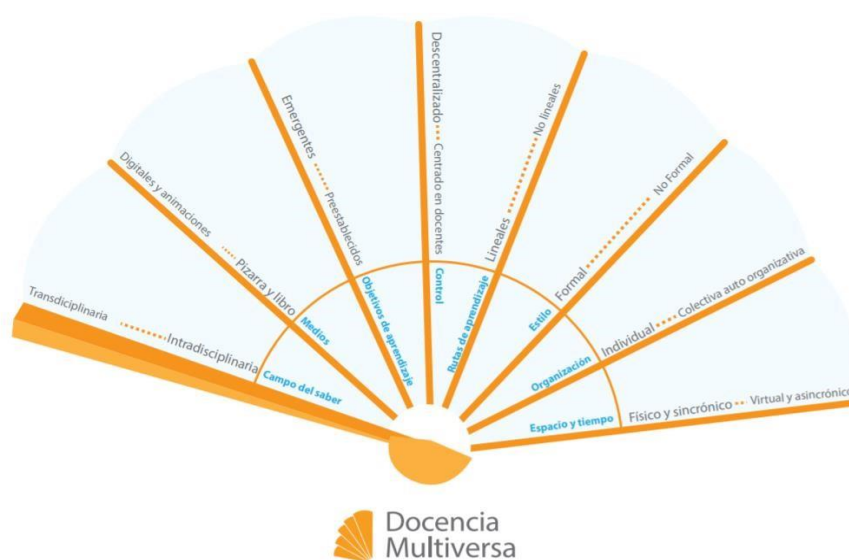 Transdiciplinaria ........ Intradisciplinaria
Campo del saber
Digitales y animaciones ..... Pizarra y libro
Medios
Emergentes ...... Preestablecidos
Objetivos de aprendizaje
Descentralizado .... Centrado en docentes
Control
No lineales ........ Lineales
Rutas de aprendizaje
No Formal .......... Formal
Estilo
Organización
Individual .... Colectiva auto organizativa
Espacio y tiempo
Físico y sincrónico .. Virtual y asincrónico
Docencia
Multiversa